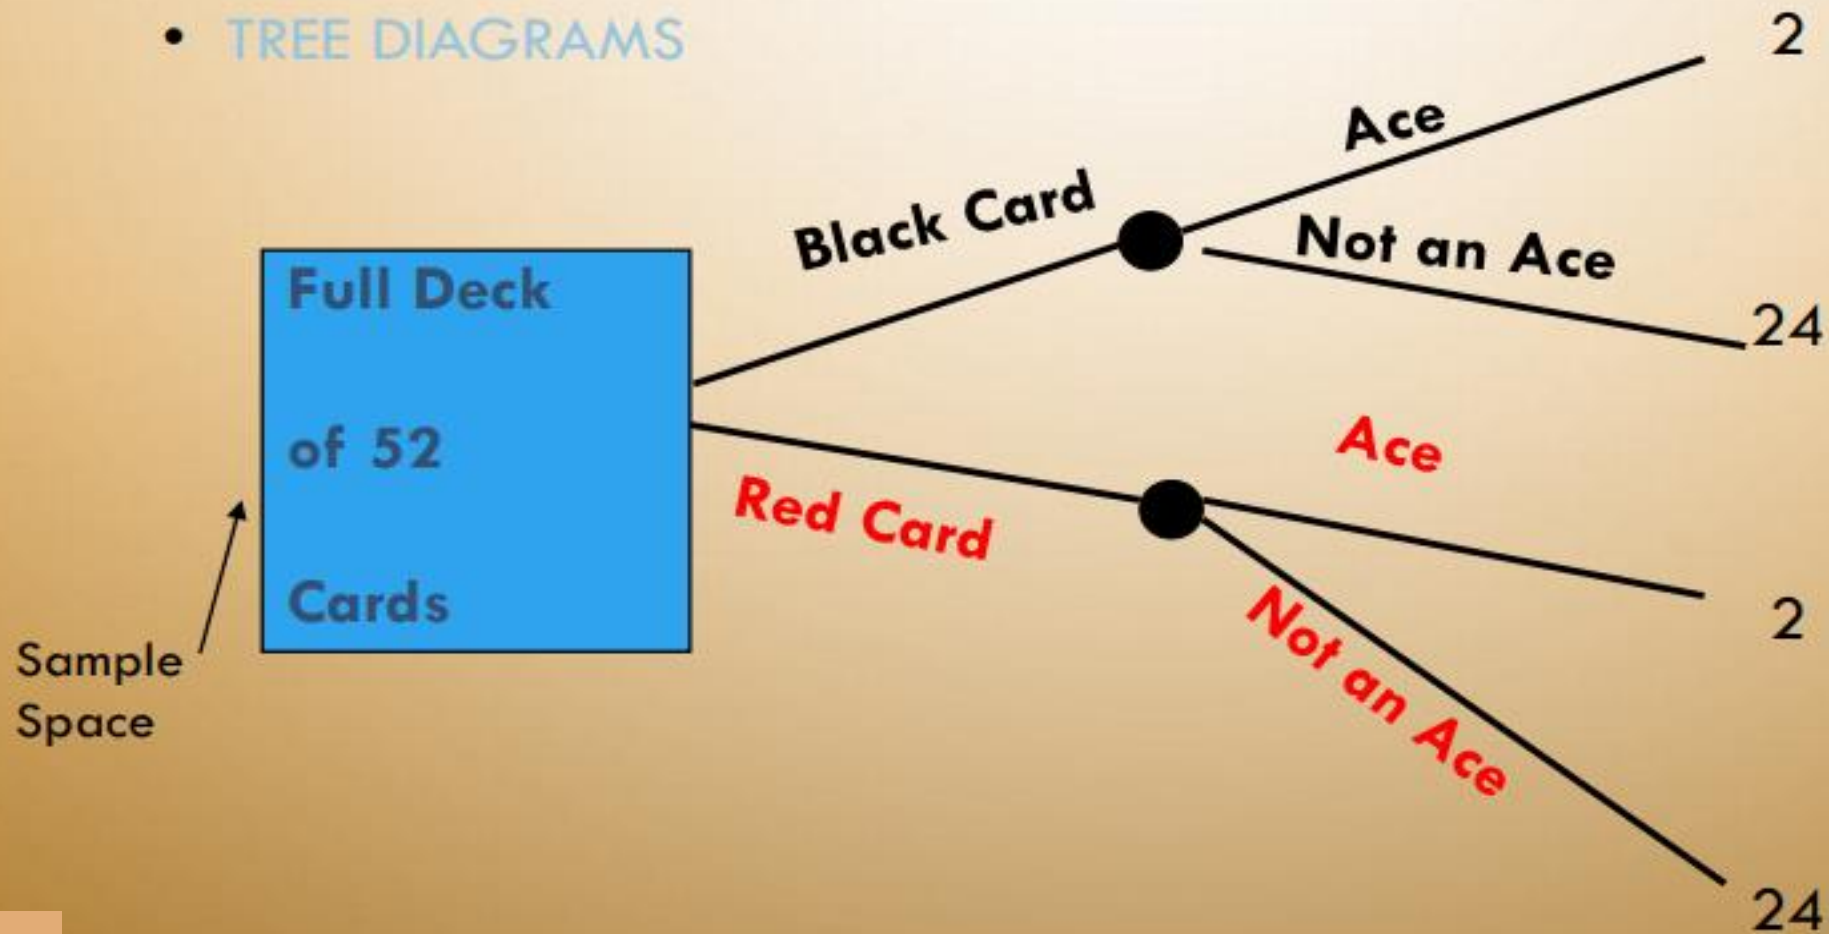 • TREE DIAGRAMS
2
Ace
Black Card
Not an Ace
24
Full Deck
of 52
Cards
Ace
Red Card
2
Not an Ace
24
Sample
Space